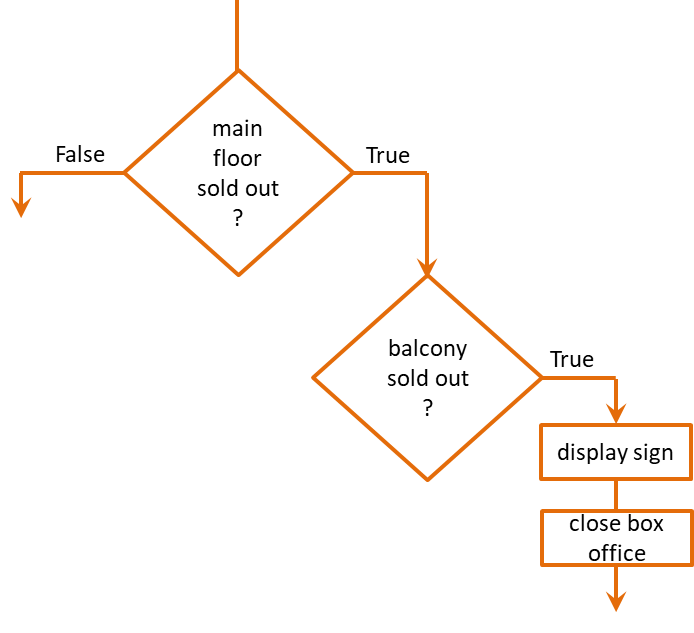 main
floor
sold out
?
False
True
balcony
sold out
?
True
display sign
close box
office